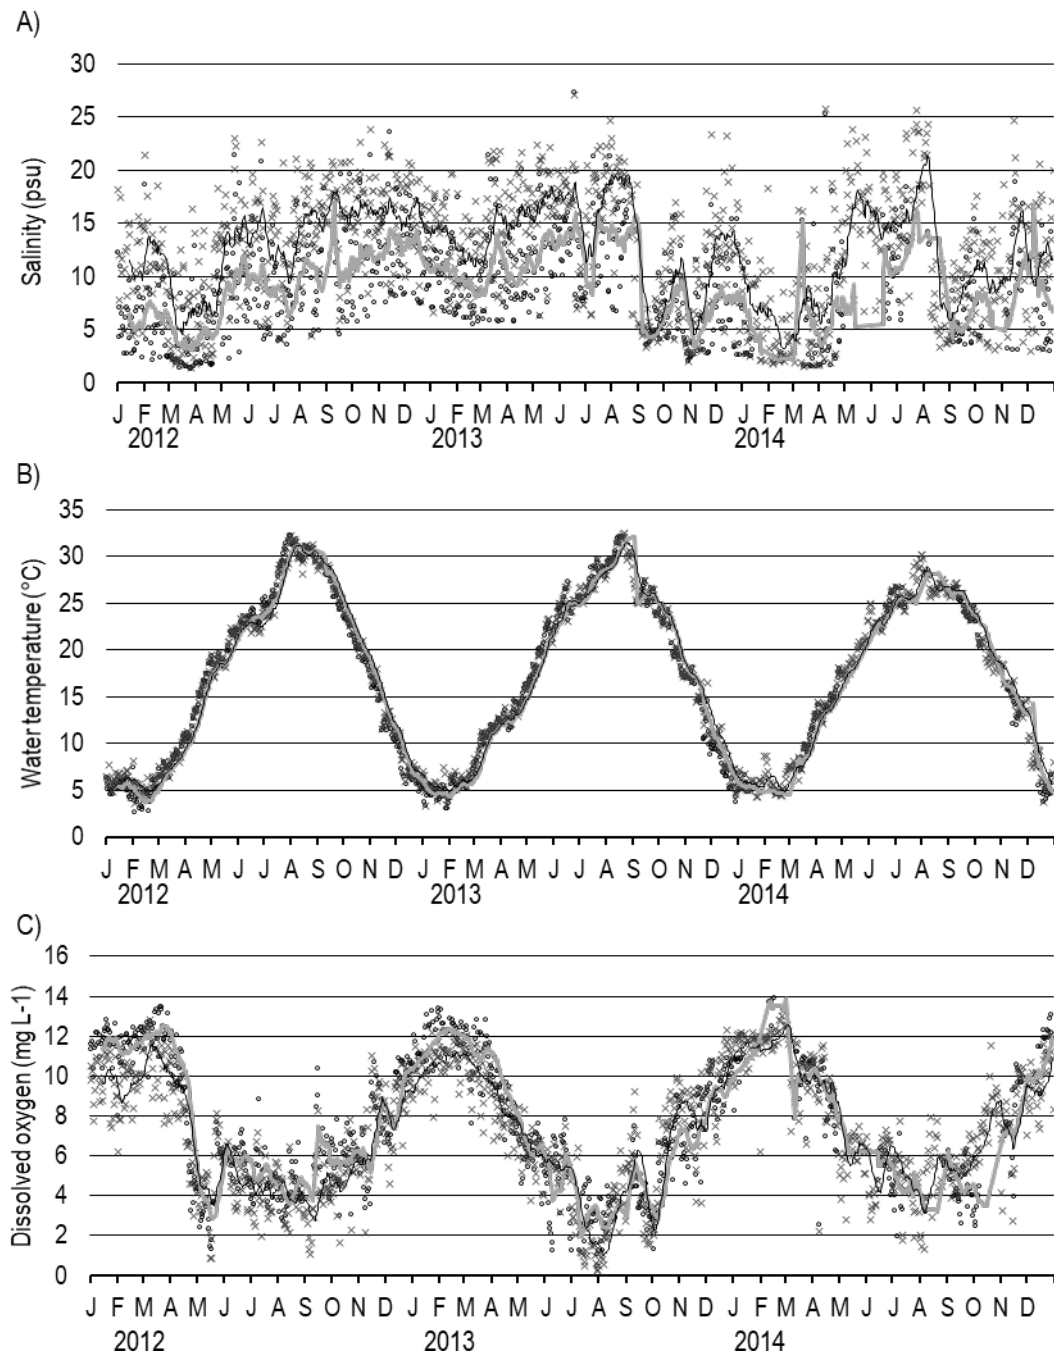 A)
30
25
20
15
10
5
0
Salinity (psu)
J F M A M J J A S O N D J F M A M J J A S O N D J F M A M J J A S O N D
2012 2013 2014
B)
35
30
25
20
15
10
5
0
Water temperature (°C)
J F M A M J J A S O N D J F M A M J J A S O N D J F M A M J J A S O N D
2012 2013 2014
C)
16
14
12
10
8
6
4
2
0
Dissolved oxygen (mg L-1)
J F M A M J J A S O N D J F M A M J J A S O N D J F M A M J J A S O N D
2012 2013 2014